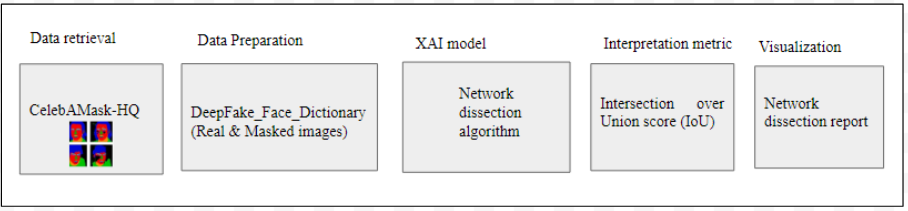 Data retrieval
Data Preparation
XAI model
Interpretation metric
Visualization
CelebAMask-HQ
DeepFake_Face_Dictionary
(Real & Masked images)
Network
dissection
algorithm
Intersection over
Union score (IoU)
Network
dissection report